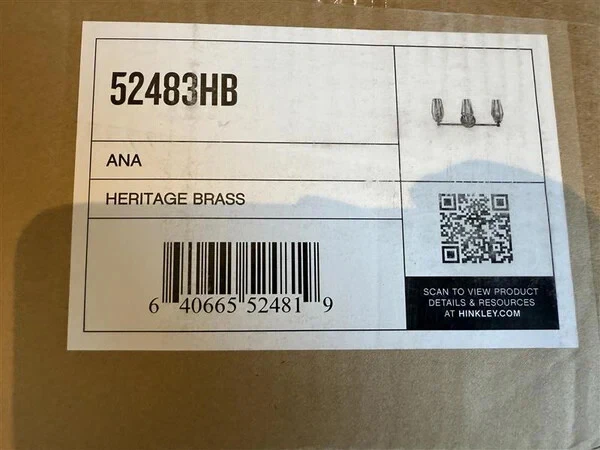 52483HB
ANA
HERITAGE BRASS
6 40665 52481 9
SCAN TO VIEW PRODUCT
DETAILS & RESOURCES
AT HINKLEY.COM